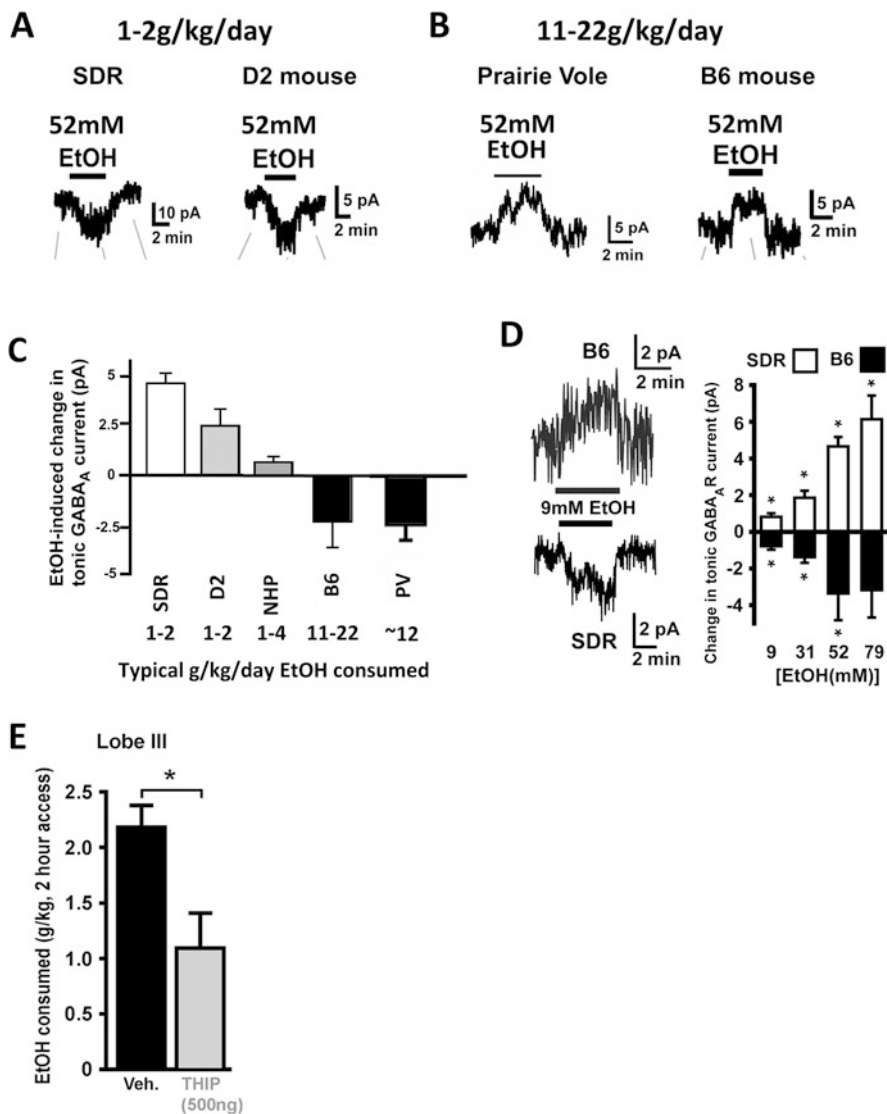 A
1-2g/kg/day
SDR
52mM
EtOH
10 pA
2 min
D2 mouse
52mM
EtOH
5 pA
2 min
B
11-22g/kg/day
Prairie Vole
52mM
EtOH
5 pA
2 min
B6 mouse
52mM
EtOH
5 pA
2 min
C
EtOH-induced change in
tonic GABAA current (pA)
5
2.5
0
-2.5
-5
SDR
D2
NHP
B6
PV
1-2
1-2
1-4
11-22
~12
Typical g/kg/day EtOH consumed
D
B6
2 pA
2 min
9mM EtOH
SDR
2 pA
2 min
SDR
B6
Change in tonic GABAAR current (pA)
8
6
4
2
0
-2
-4
* * * *
* * *
9 31 52 79
[EtOH(mM)]
E
Lobe III
*
EtOH consumed (g/kg, 2 hour access)
2.5
2.0
1.5
1.0
0.5
0
Veh.
THIP
(500ng)